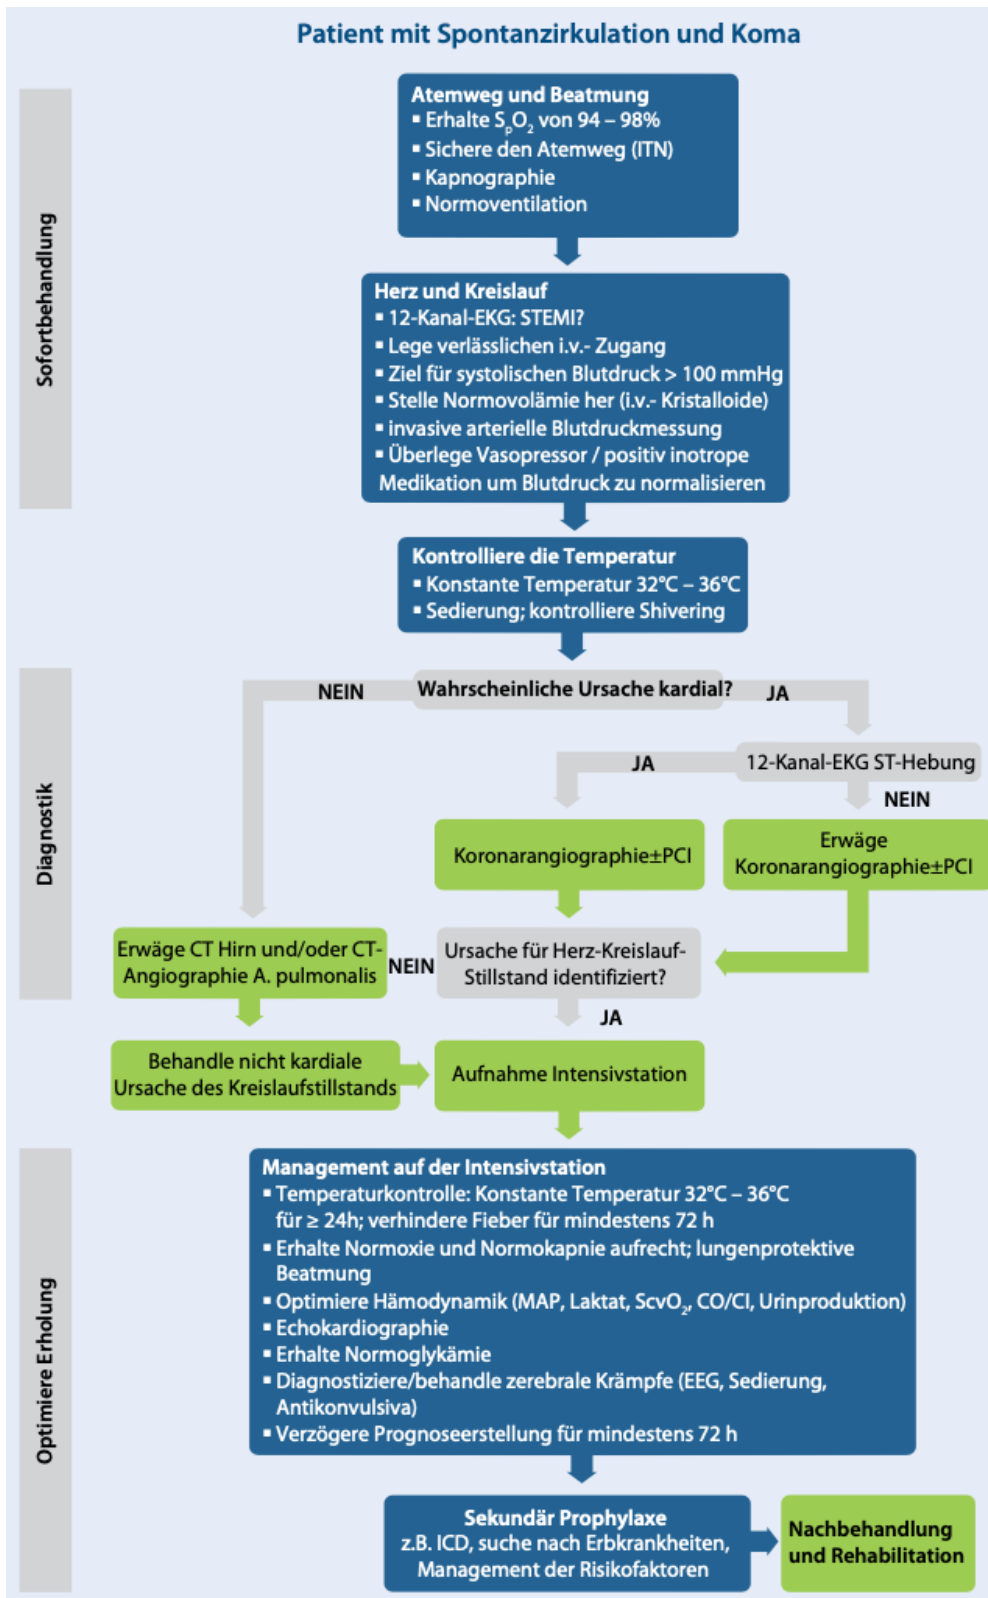 Patient mit Spontanzirkulation und Koma
Sofortbehandlung
Atemweg und Beatmung
▪ Erhalte SpO2 von 94 – 98%
▪ Sichere den Atemweg (ITN)
▪ Kapnographie
▪ Normoventilation
Herz und Kreislauf
▪ 12-Kanal-EKG: STEMI?
▪ Lege verlässlichen i.v.- Zugang
▪ Ziel für systolischen Blutdruck > 100 mmHg
▪ Stelle Normovolämie her (i.v.- Kristalloide)
▪ invasive arterielle Blutdruckmessung
▪ Überlege Vasopressor / positiv inotrope
Medikation um Blutdruck zu normalisieren
Kontrolliere die Temperatur
▪ Konstante Temperatur 32°C – 36°C
▪ Sedierung; kontrolliere Shivering
Diagnostik
NEIN
Wahrscheinliche Ursache kardial?
JA
JA
12-Kanal-EKG ST-Hebung
NEIN
Koronarangiographie±PCI
Erwäge
Koronarangiographie±PCI
Erwäge CT Hirn und/oder CT-
Angiographie A. pulmonalis
NEIN
Ursache für Herz-Kreislauf-
Stillstand identifiziert?
JA
Behandle nicht kardiale
Ursache des Kreislaufstillstands
Aufnahme Intensivstation
Optimiere Erholung
Management auf der Intensivstation
▪ Temperaturkontrolle: Konstante Temperatur 32°C – 36°C
für ≥ 24h; verhindere Fieber für mindestens 72 h
▪ Erhalte Normoxie und Normokapnie aufrecht; lungenprotektive
Beatmung
▪ Optimiere Hämodynamik (MAP, Laktat, ScvO2, CO/CI, Urinproduktion)
▪ Echokardiographie
▪ Erhalte Normoglykämie
▪ Diagnostiziere/behandle zerebrale Krämpfe (EEG, Sedierung,
Antikonvulsiva)
▪ Verzögere Prognoseerstellung für mindestens 72 h
Sekundär Prophylaxe
z.B. ICD, suche nach Erbkrankheiten,
Management der Risikofaktoren
Nachbehandlung
und Rehabilitation